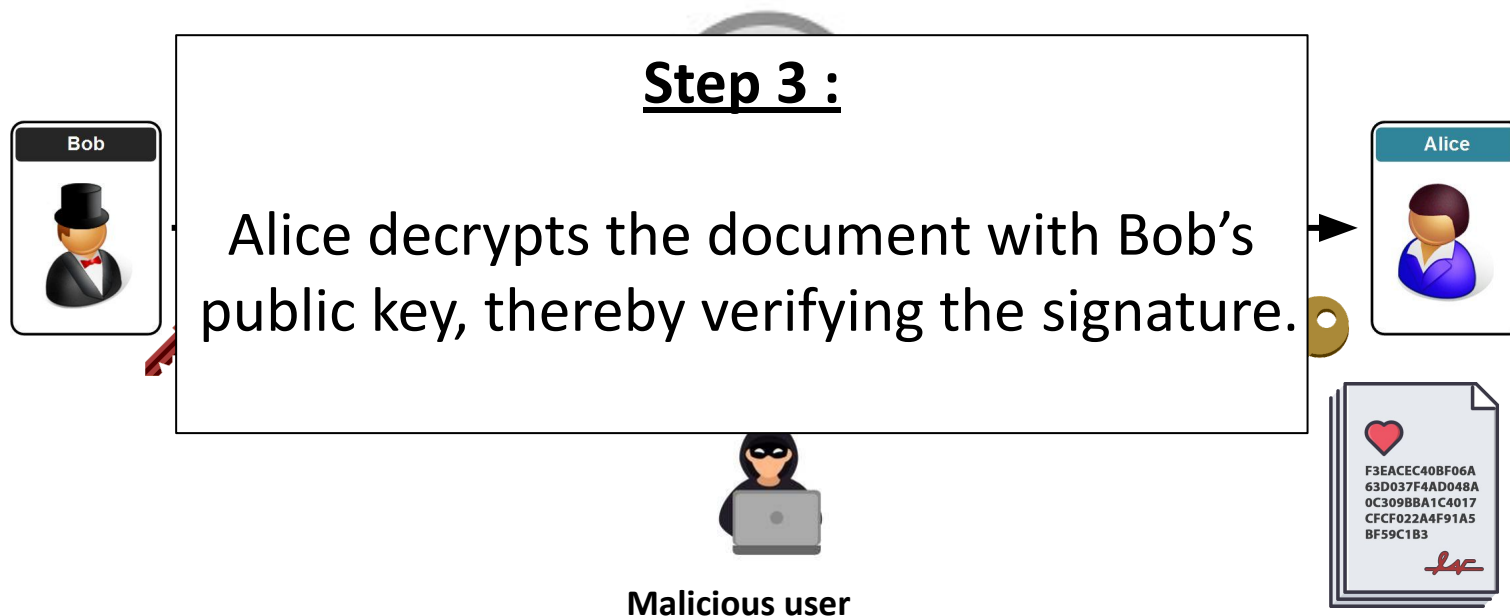 Step 3 :
Bob
Alice
Alice decrypts the document with Bob’s
public key, thereby verifying the signature.
F3EACEC40BF06A
63D037F4AD048A
0C309BBA1C4017
CFCF022A4F91A5
BF59C1B3
Malicious user